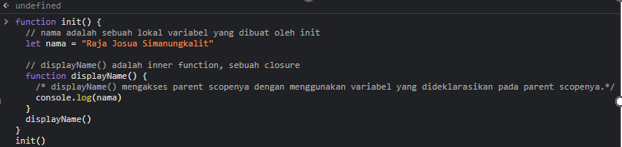 undefined
function init() {
// nama adalah sebuah lokal variabel yang dibuat oleh init
let nama = "Raja Josua Simanungkalit"
// displayName() adalah inner function, sebuah closure
function displayName() {
/* displayName() mengakses parent scopenya dengan menggunakan variabel yang dideklarasikan pada parent scopenya.*/
console.log(nama)
}
displayName()
}
init()